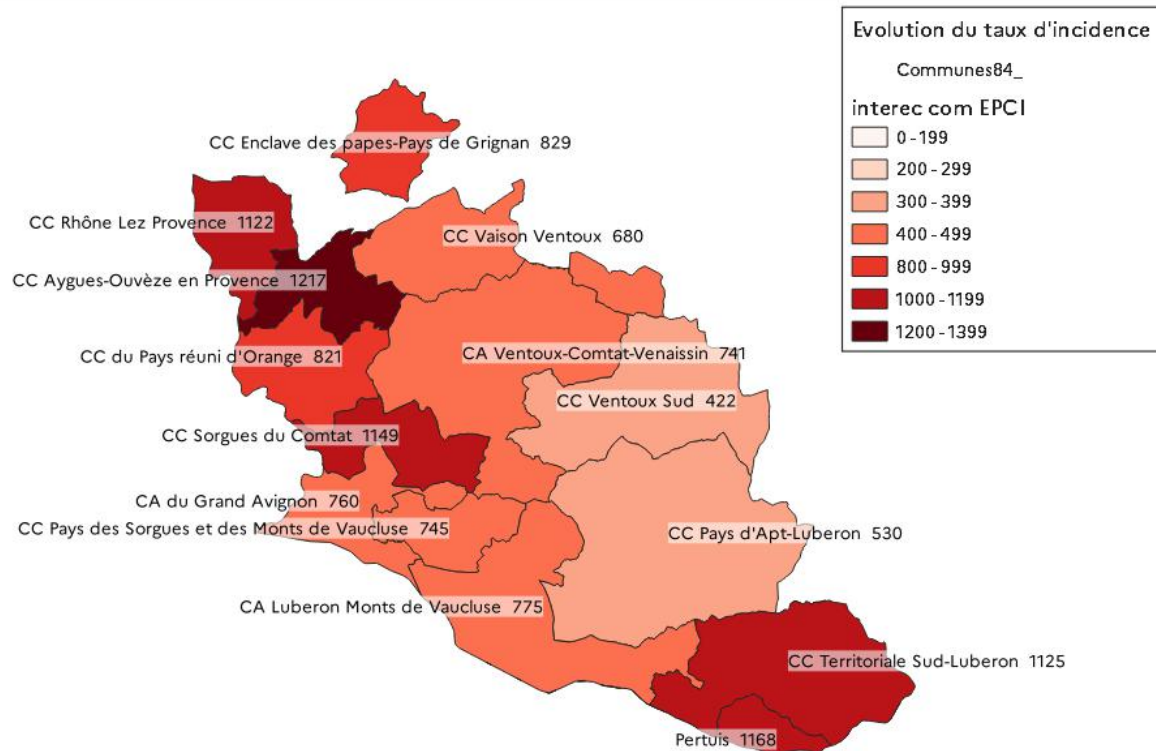 Evolution du taux d'incidence
Communes84_
interec com EPCI
0 - 199
200 - 299
300 - 399
400 - 499
800 - 999
1000 - 1199
1200 - 1399
CC Enclave des papes-Pays de Grignan 829
CC Rhône Lez Provence 1122
CC Vaison Ventoux 680
CC Aygues-Ouvèze en Provence 1217
CC du Pays réuni d'Orange 821
CA Ventoux-Comtat-Venaissin 741
CC Ventoux Sud 422
CC Sorgues du Comtat 1149
CA du Grand Avignon 760
CC Pays des Sorgues et des Monts de Vaucluse 745
CC Pays d'Apt-Luberon 530
CA Luberon Monts de Vaucluse 775
CC Territoriale Sud-Luberon 1125
Pertuis 1168